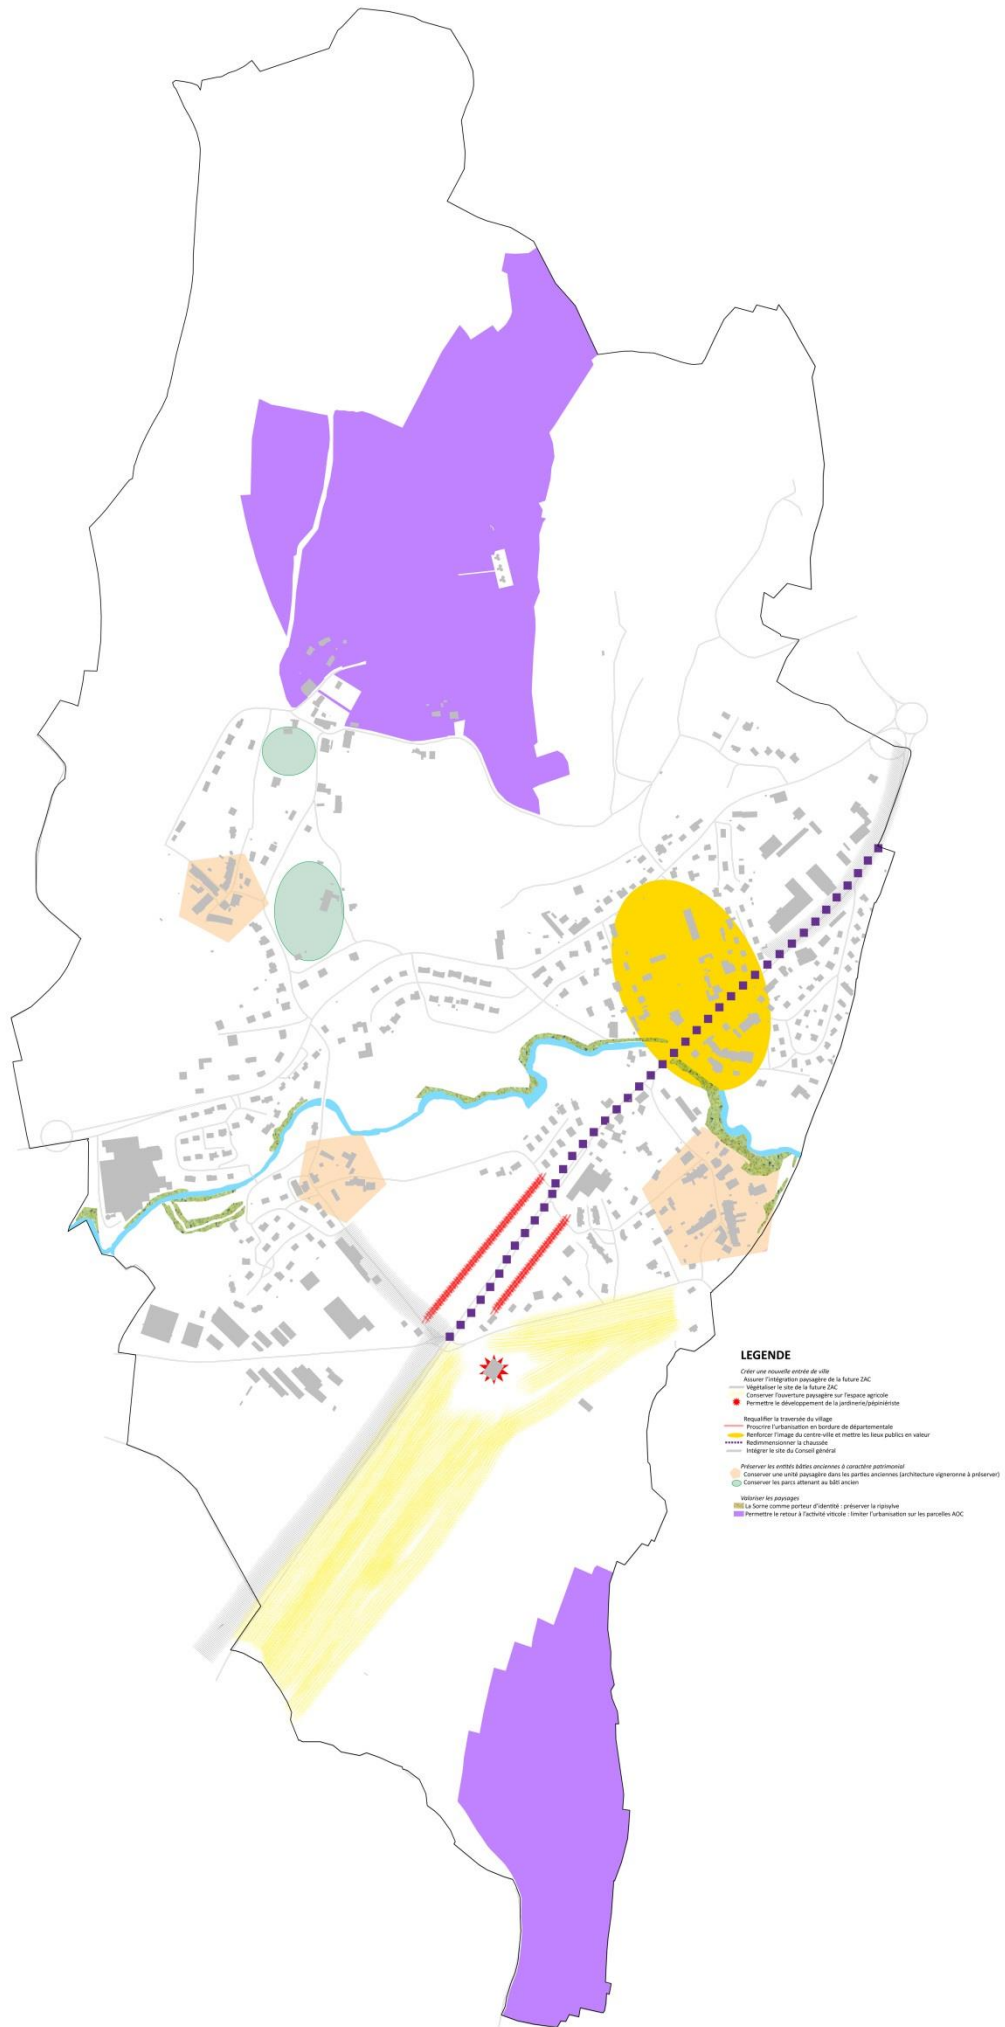 LEGENDE
Créer une nouvelle entrée de ville
Assurer l'intégration paysagère de la future ZAC
Végétaliser le site de la future ZAC
Conserver l'ouverture paysagère sur l'espace agricole
Permettre le développement de la jardinerie/pépiniériste
Requalifier la traversée du village
Proscrire l'urbanisation en bordure de départementale
Renforcer l'image du centre-ville et mettre les lieux publics en valeur
Redimmensionner la chaussée
Intégrer le site du Conseil général
Préserver les entités bâties anciennes à caractère patrimonial
Conserver une unité paysagère dans les parties anciennes (architecture vigneronne à préserver)
Conserver les parcs attenant au bâti ancien
Valoriser les paysages
La Sorne comme porteur d'identité : préserver la ripisylve
Permettre le retour à l'activité viticole : limiter l'urbanisation sur les parcelles AOC